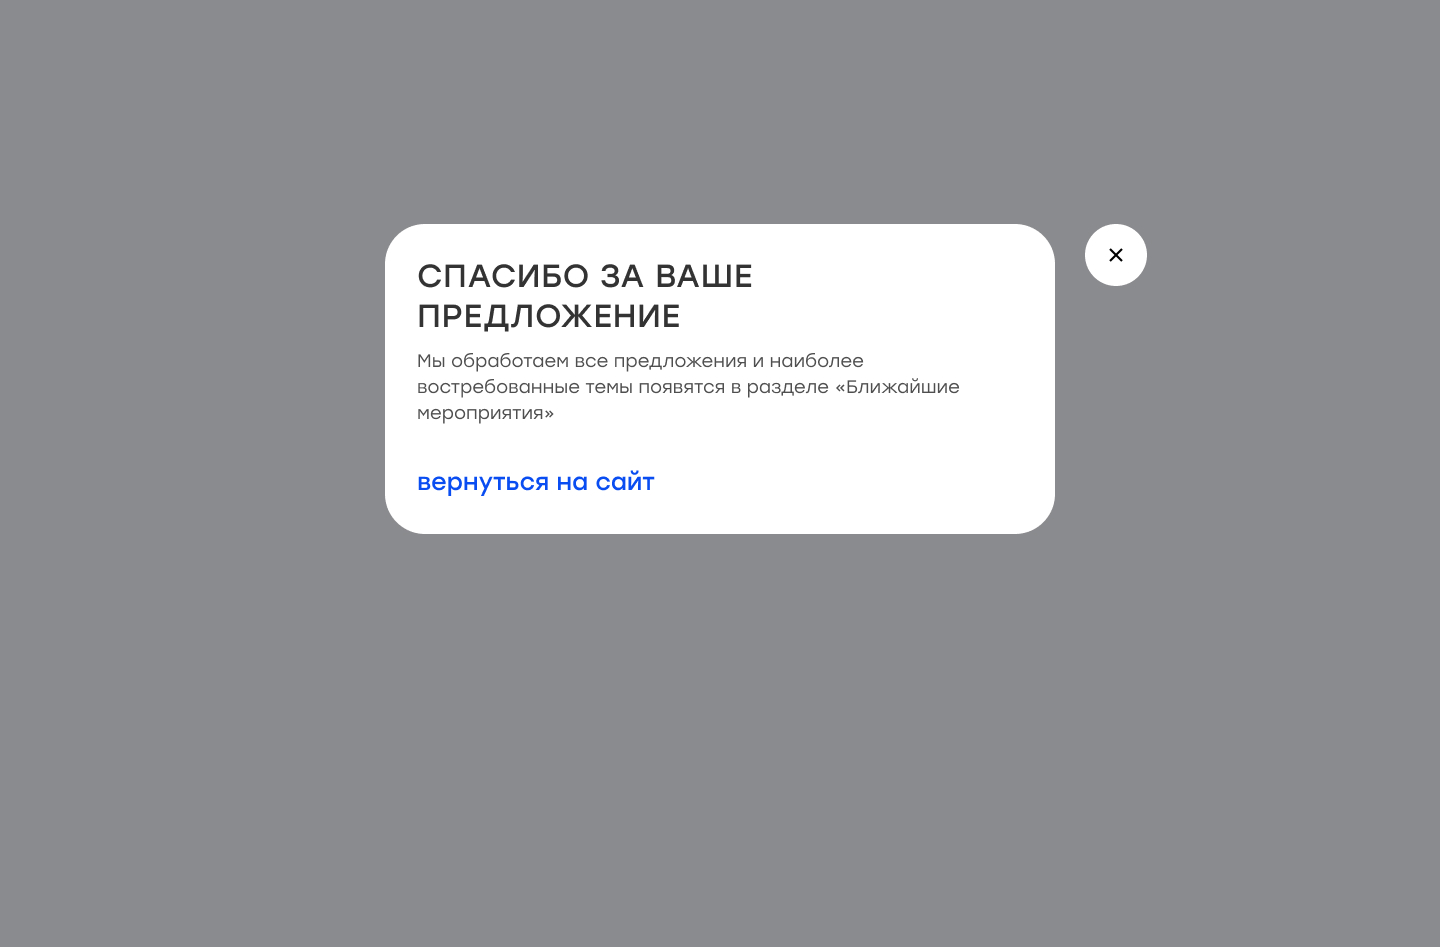 СПАСИБО ЗА ВАШЕ
ПРЕДЛОЖЕНИЕ
Мы обработаем все предложения и наиболее
востребованные темы появятся в разделе «Ближайшие
мероприятия»
вернуться на сайт